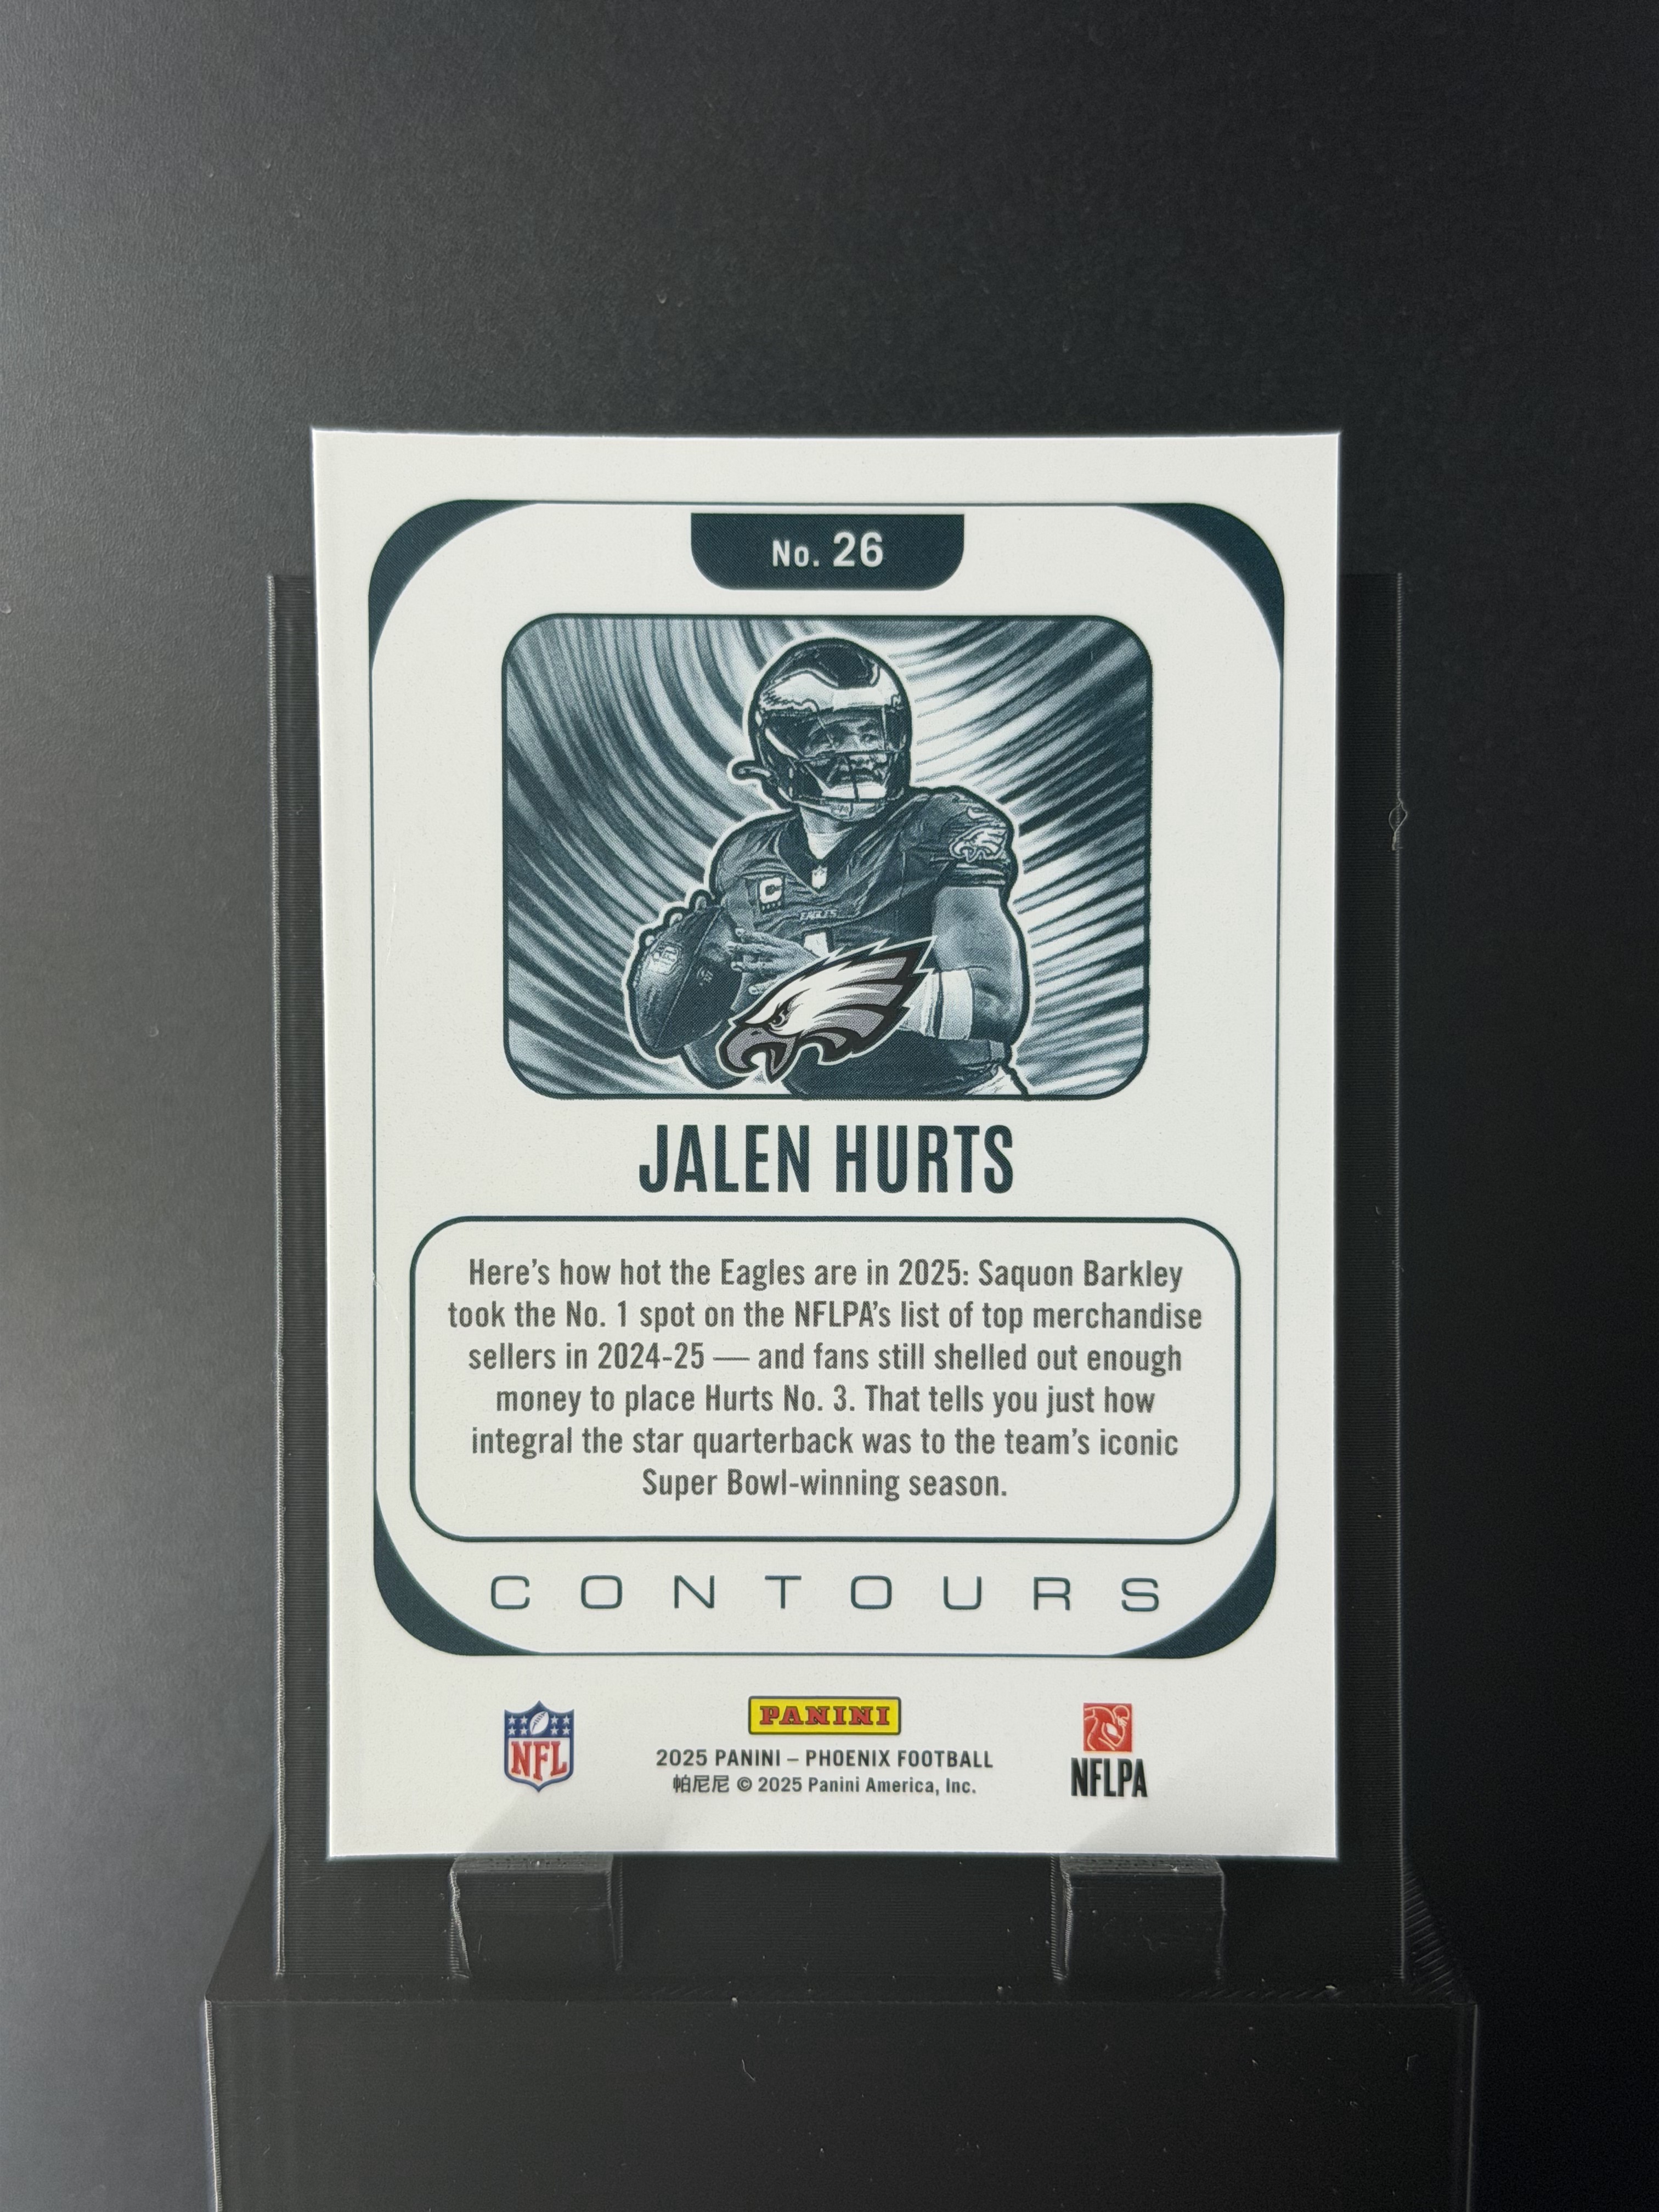 No. 26
C
EAGLES
JALEN HURTS
Here's how hot the Eagles are in 2025: Saquon Barkley
took the No. 1 spot on the NFLPA's list of top merchandise
sellers in 2024-25 — and fans still shelled out enough
money to place Hurts No. 3. That tells you just how
integral the star quarterback was to the team's iconic
Super Bowl-winning season.
CONTOURS
NFL
PANINI
2025 PANINI – PHOENIX FOOTBALL
帕尼尼 © 2025 Panini America, Inc.
NFLPA